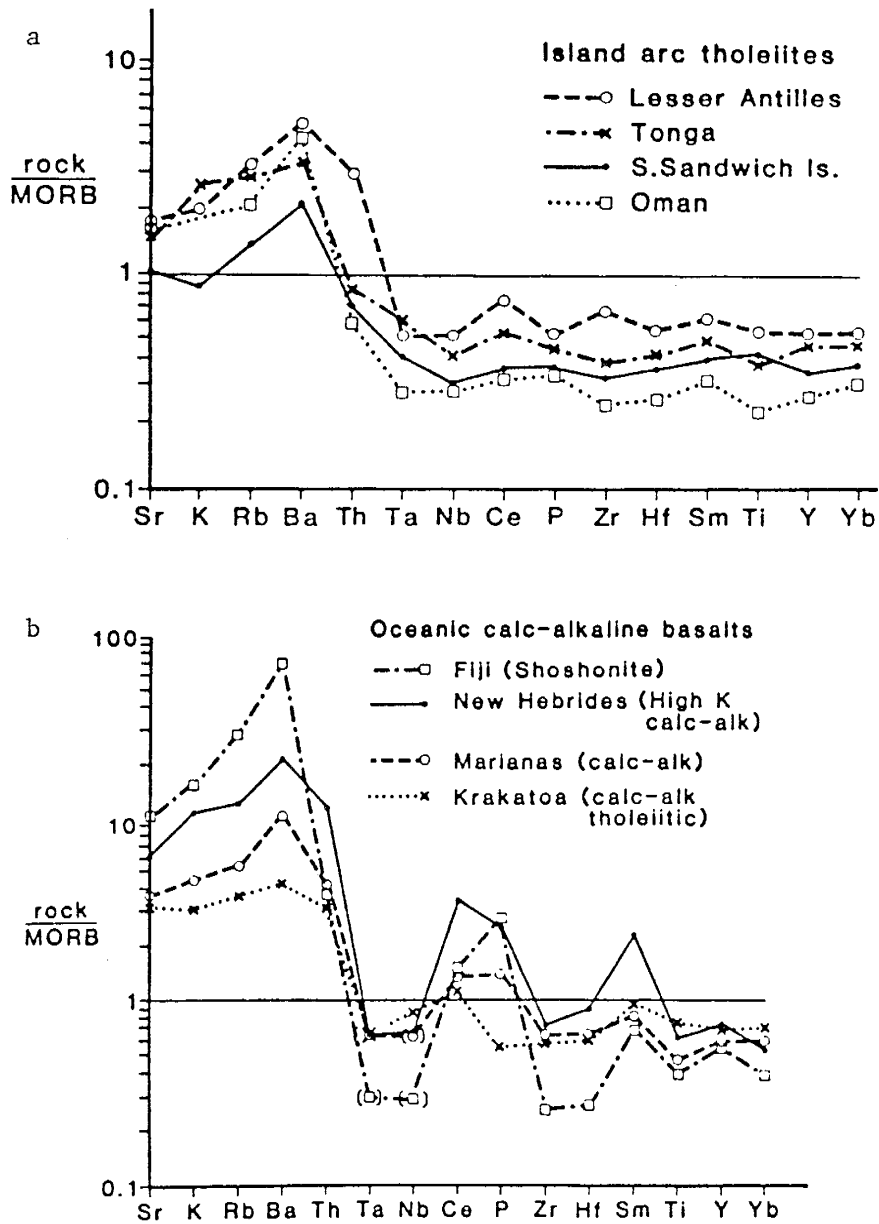 a
10
1
0.1
rock
MORB
Island arc tholeiites
Lesser Antilles
Tonga
S.Sandwich Is.
Oman
Sr K Rb Ba Th Ta Nb Ce P Zr Hf Sm Ti Y Yb
b
100
10
1
0.1
rock
MORB
Oceanic calc-alkaline basalts
Fiji (Shoshonite)
New Hebrides (High K
calc-alk)
Marianas (calc-alk)
Krakatoa (calc-alk
tholeiitic)
( ) ( )
( )
Sr K Rb Ba Th Ta Nb Ce P Zr Hf Sm Ti Y Yb